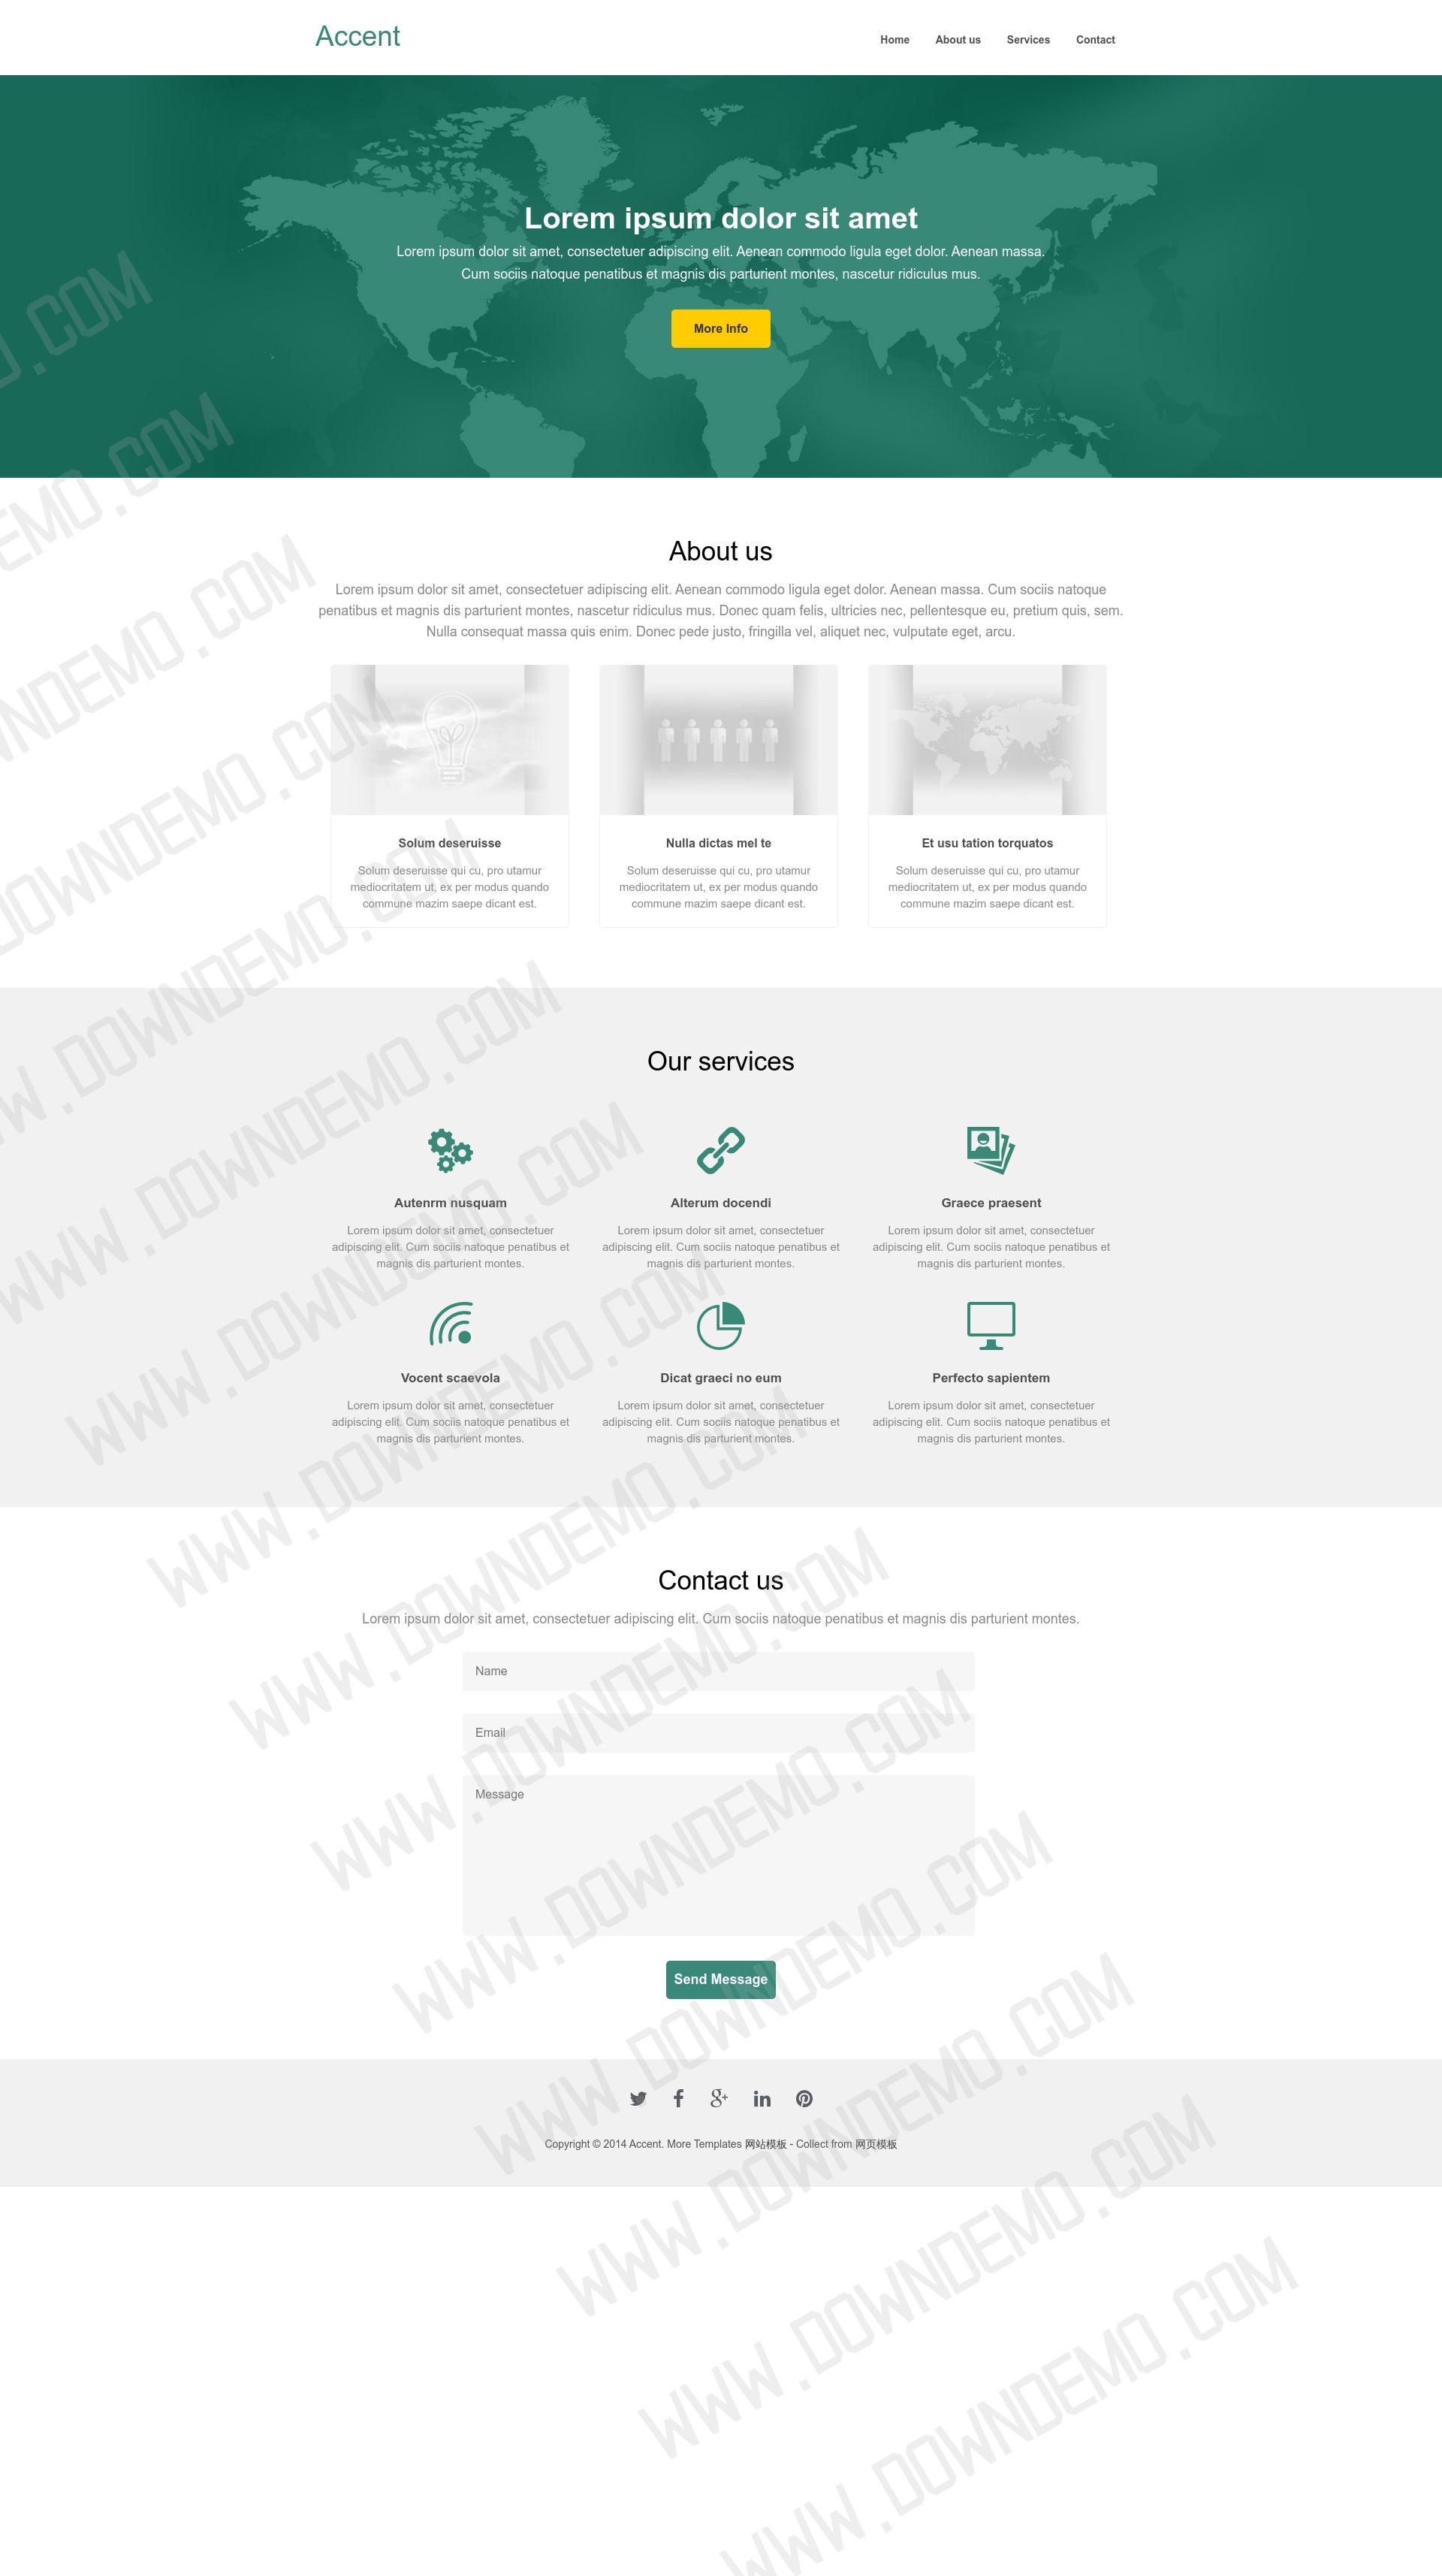 Accent
Home About us Services Contact
Lorem ipsum dolor sit amet
Lorem ipsum dolor sit amet, consectetuer adipiscing elit. Aenean commodo ligula eget dolor. Aenean massa.
Cum sociis natoque penatibus et magnis dis parturient montes, nascetur ridiculus mus.
More Info
About us
Lorem ipsum dolor sit amet, consectetuer adipiscing elit. Aenean commodo ligula eget dolor. Aenean massa. Cum sociis natoque
penatibus et magnis dis parturient montes, nascetur ridiculus mus. Donec quam felis, ultricies nec, pellentesque eu, pretium quis, sem.
Nulla consequat massa quis enim. Donec pede justo, fringilla vel, aliquet nec, vulputate eget, arcu.
Solum deseruisse
Solum deseruisse qui cu, pro utamur
mediocritatem ut, ex per modus quando
commune mazim saepe dicant est.
Nulla dictas mel te
Solum deseruisse qui cu, pro utamur
mediocritatem ut, ex per modus quando
commune mazim saepe dicant est.
Et usu tation torquatos
Solum deseruisse qui cu, pro utamur
mediocritatem ut, ex per modus quando
commune mazim saepe dicant est.
Our services
Autenrm nusquam
Lorem ipsum dolor sit amet, consectetuer
adipiscing elit. Cum sociis natoque penatibus et
magnis dis parturient montes.
Alterum docendi
Lorem ipsum dolor sit amet, consectetuer
adipiscing elit. Cum sociis natoque penatibus et
magnis dis parturient montes.
Graece praesent
Lorem ipsum dolor sit amet, consectetuer
adipiscing elit. Cum sociis natoque penatibus et
magnis dis parturient montes.
Vocent scaevola
Lorem ipsum dolor sit amet, consectetuer
adipiscing elit. Cum sociis natoque penatibus et
magnis dis parturient montes.
Dicat graeci no eum
Lorem ipsum dolor sit amet, consectetuer
adipiscing elit. Cum sociis natoque penatibus et
magnis dis parturient montes.
Perfecto sapientem
Lorem ipsum dolor sit amet, consectetuer
adipiscing elit. Cum sociis natoque penatibus et
magnis dis parturient montes.
Contact us
Lorem ipsum dolor sit amet, consectetuer adipiscing elit. Cum sociis natoque penatibus et magnis dis parturient montes.
Name
Email
Message
Send Message
Copyright © 2014 Accent. More Templates 网站模板 - Collect from 网页模板
WWW.DOWNDEMO.COM